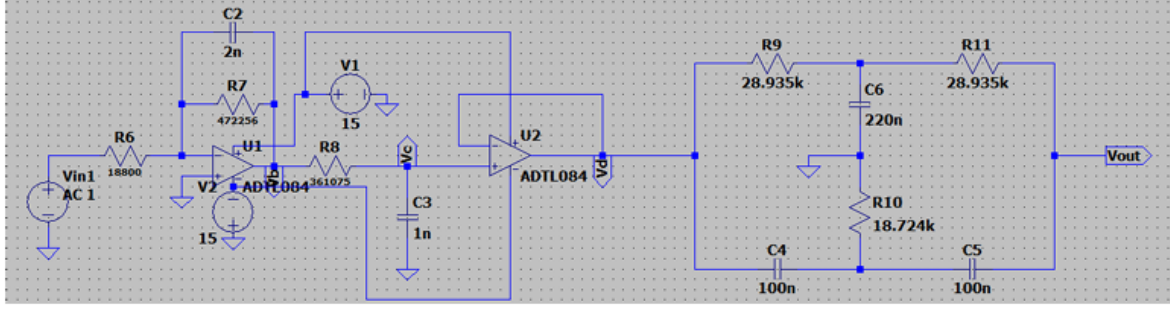 C2
2n
R7
472256
R6
18800
Vin1
AC 1
U1
V2
ADTL084
15
Vb
V1
15
R8
361075
Vc
C3
1n
U2
ADTL084
Vd
R9
28.935k
R11
28.935k
C6
220n
R10
18.724k
C4
100n
C5
100n
Vout